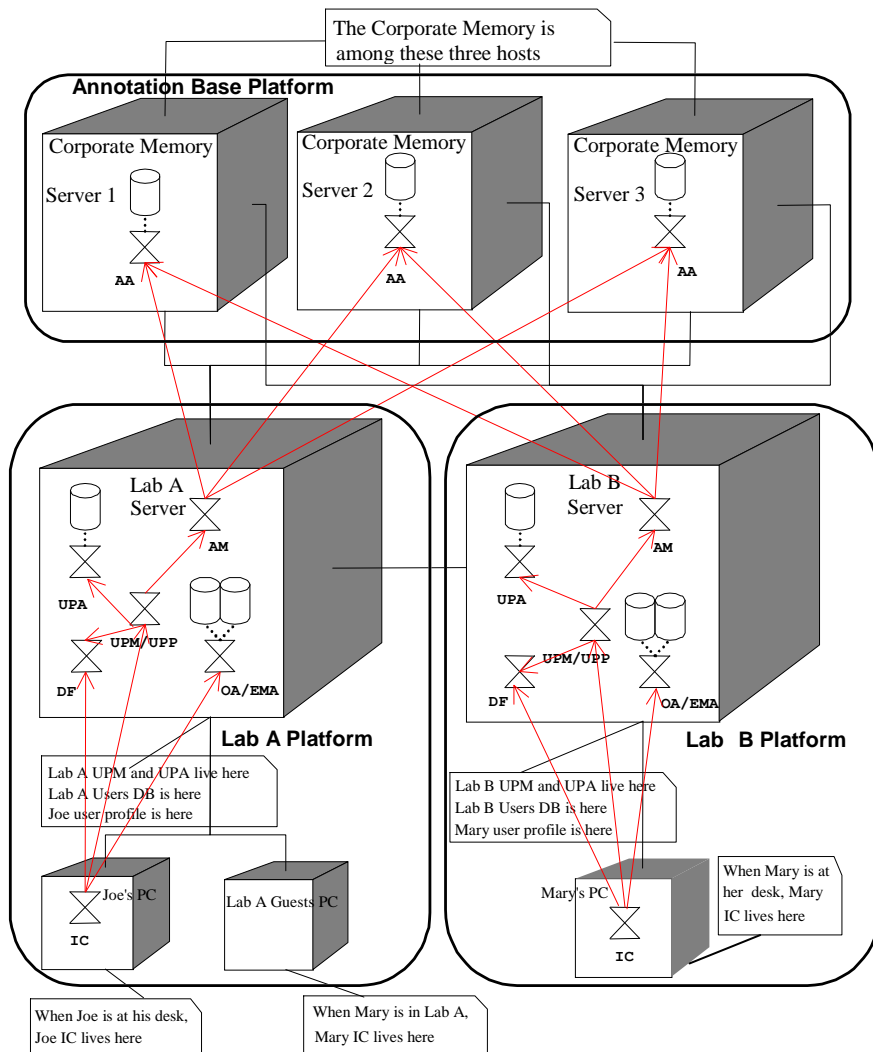 The Corporate Memory is
among these three hosts
Annotation Base Platform
Corporate Memory
Server 1
AA
Corporate Memory
Server 2
AA
Corporate Memory
Server 3
AA
Lab A
Server
AM
UPA
UPM/UPP
DF
OA/EMA
Lab A Platform
Lab B
Server
AM
UPA
UPM/UPP
DF
OA/EMA
Lab B Platform
Lab A UPM and UPA live here
Lab A Users DB is here
Joe user profile is here
Lab B UPM and UPA live here
Lab B Users DB is here
Mary user profile is here
Joe's PC
IC
Lab A Guests PC
Mary's PC
IC
When Mary is at
her desk, Mary
IC lives here
When Joe is at his desk,
Joe IC lives here
When Mary is in Lab A,
Mary IC lives here